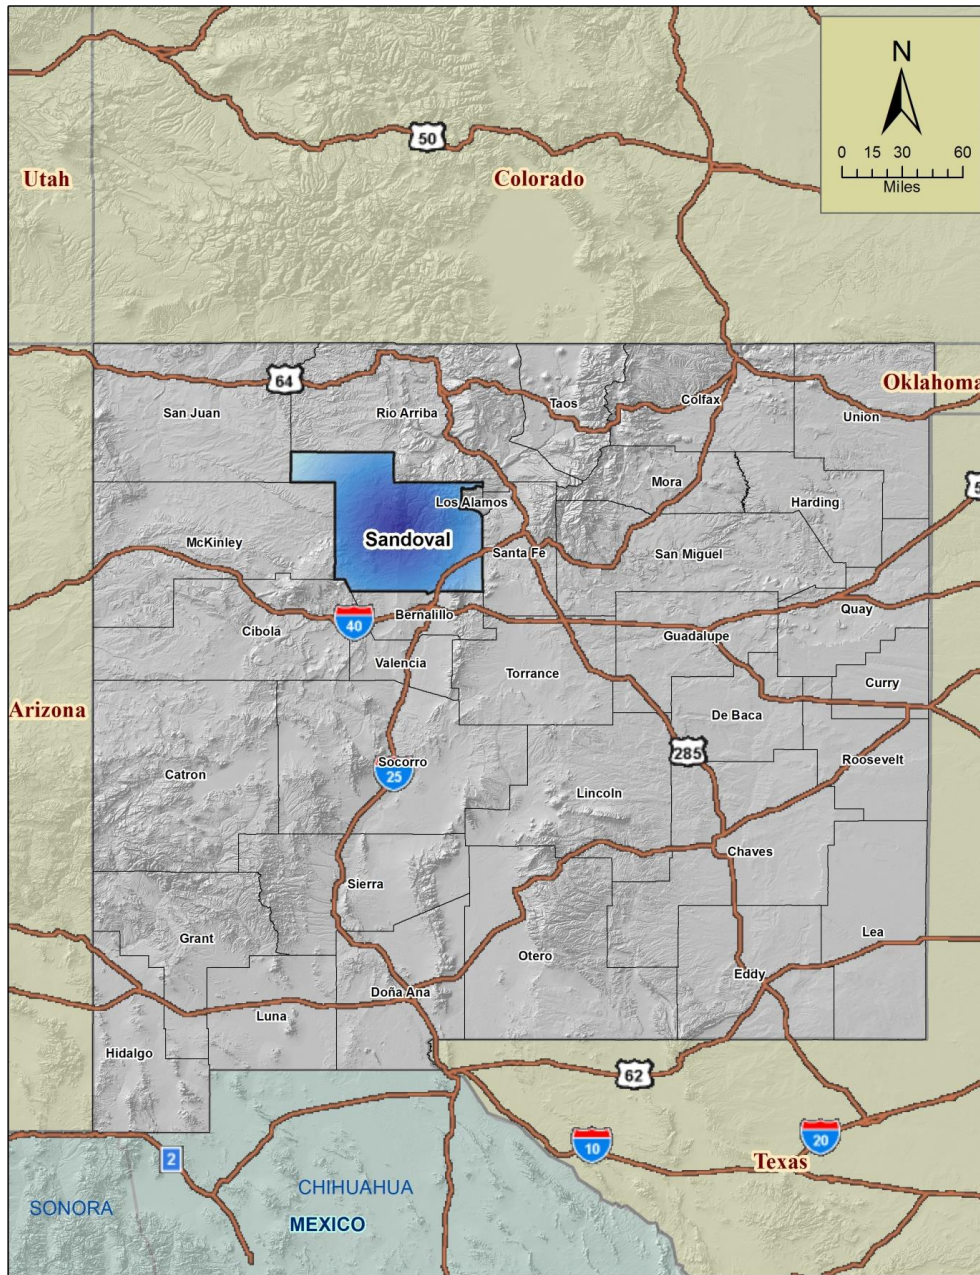 N
0 15 30 60
Miles
50
Utah
Colorado
64
Oklahoma
San Juan
Rio Arriba
Taos
Colfax
Union
Mora
Los Alamos
Harding
Sandoval
McKinley
Santa Fe
San Miguel
Bernalillo
Quay
40
Cibola
Guadalupe
Valencia
Torrance
Curry
Arizona
De Baca
285
Socorro
25
Roosevelt
Catron
Lincoln
Chaves
Sierra
Grant
Lea
Otero
Eddy
Doña Ana
Luna
Hidalgo
62
10
20
2
Texas
CHIHUAHUA
SONORA
MEXICO